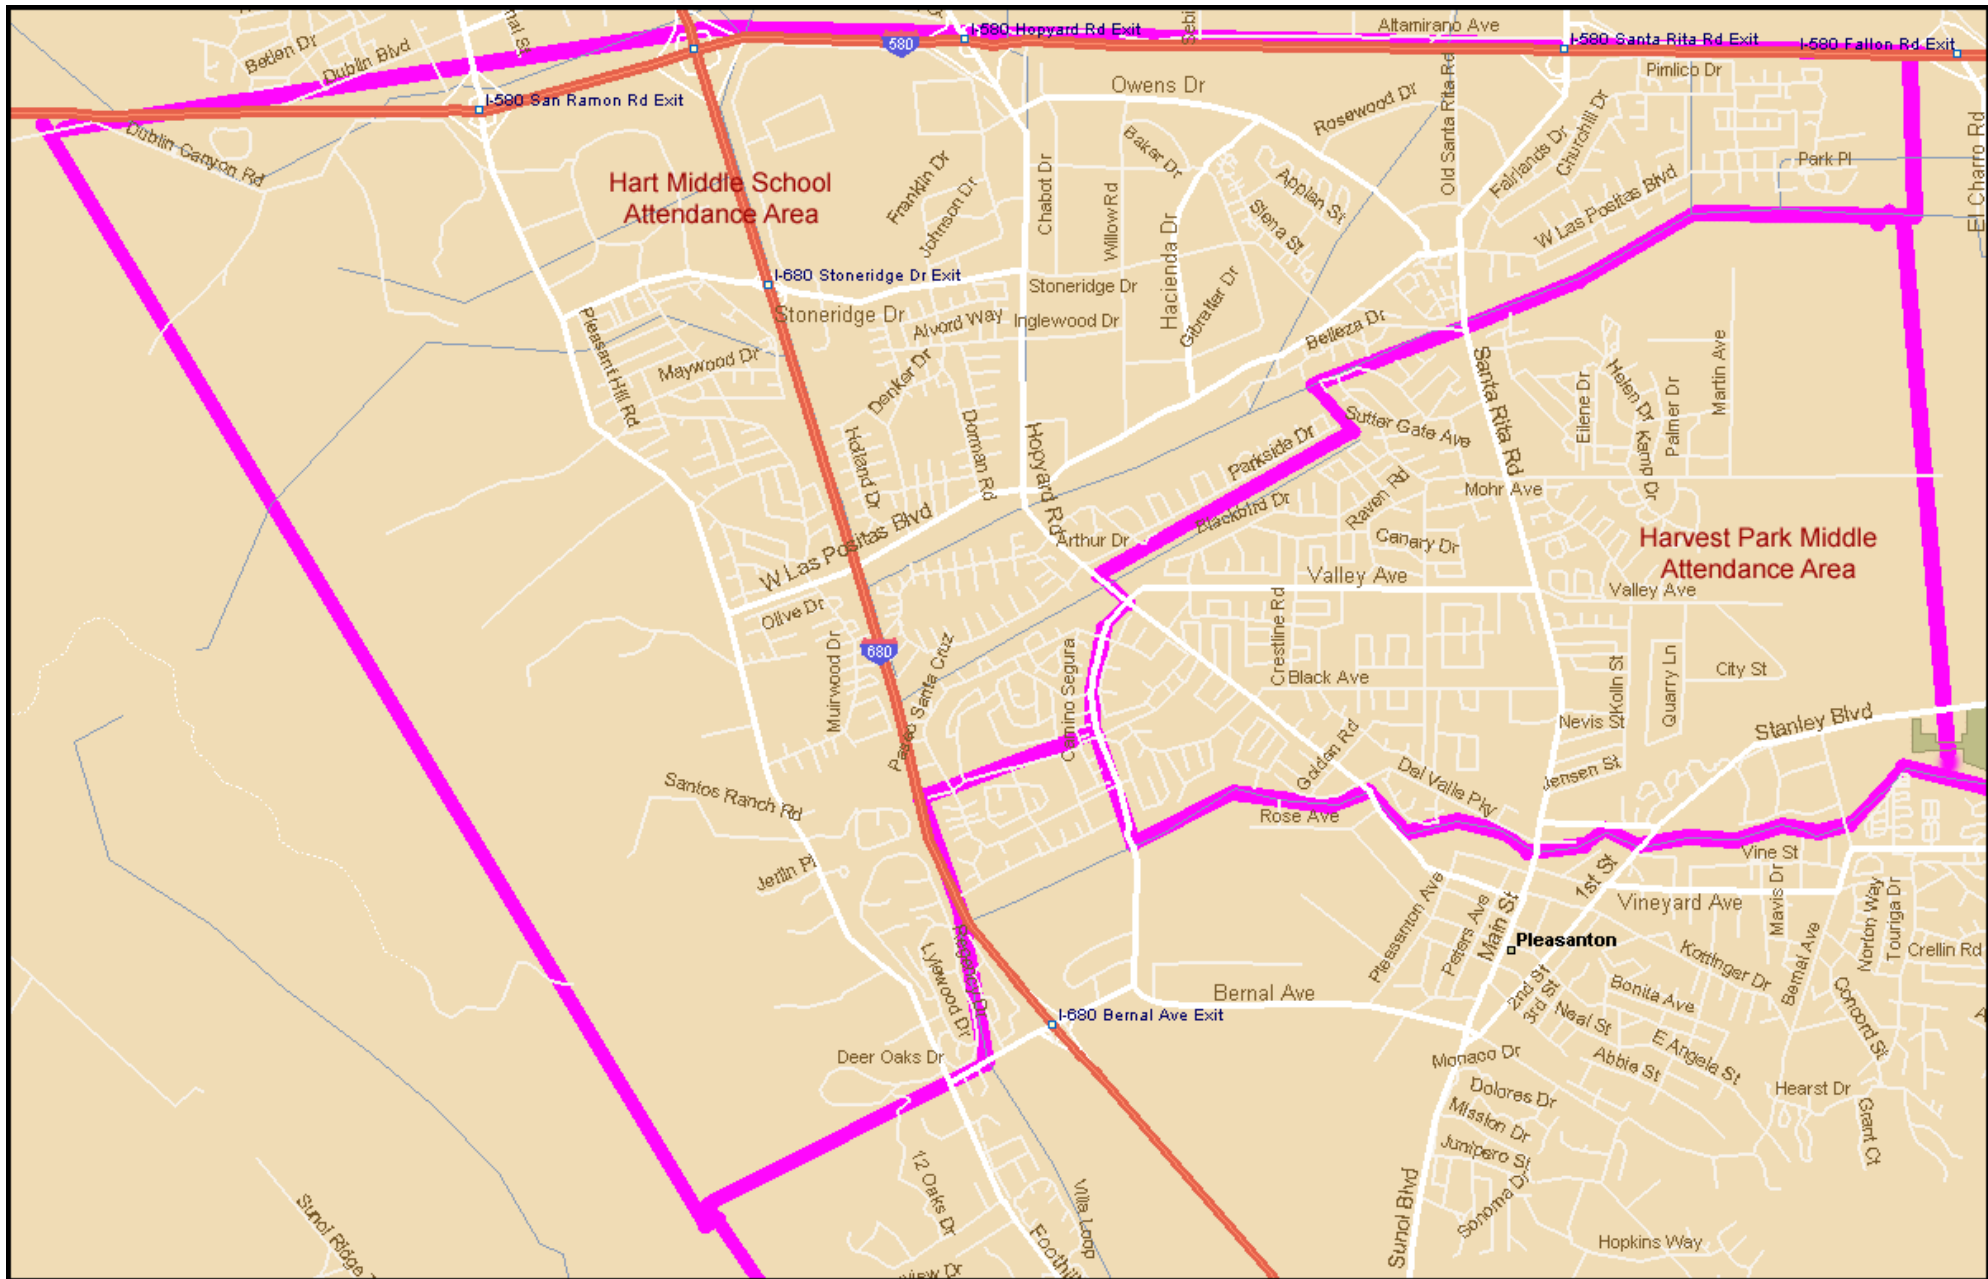 I-580 Hopyard Rd Exit
Altamirano Ave
Betlen Dr
Dublin Blvd
580
I-580 Santa Rita Rd Exit
I-580 Fallon Rd Exit
Pimlico Dr
I-580 San Ramon Rd Exit
Owens Dr
Rosewood Dr
Old Santa Rita Rd
Churchill Dr
El Charro Rd
Dublin Canyon Rd
Baker Dr
Fairlands Dr
Park Pl
Hart Middle School
Attendance Area
Franklin Dr
Johnson Dr
Chabot Dr
Willow Rd
Applan St
Siena St
W Las Positas Blvd
Hacienda Dr
I-680 Stoneridge Dr Exit
Stoneridge Dr
Stoneridge Dr
Gibraltar Dr
Alvord Way
Inglewood Dr
Belleza Dr
Pleasant Hill Rd
Maywood Dr
Denker Dr
Santa Rita Rd
Eilene Dr
Helen Dr
Palmer Dr
Martin Ave
Kamp Dr
Holland Dr
Dorman Rd
Hopyard Rd
Parkside Dr
Sutter Gate Ave
Blackbird Dr
Raven Rd
Mohr Ave
W Las Positas Blvd
Arthur Dr
Canary Dr
Harvest Park Middle
Attendance Area
Valley Ave
Valley Ave
Olive Dr
Muirwood Dr
680
Paseo Santa Cruz
Camino Segura
Crestline Rd
Black Ave
Kolln St
Quarry Ln
City St
Nevis St
Stanley Blvd
Golden Rd
Del Valle Pky
Jensen St
Santos Ranch Rd
Rose Ave
Vine St
Jerlin Pl
1st St
Vineyard Ave
Mavis Dr
Pleasanton Ave
Peters Ave
Main St
Pleasanton
Norton Way
Touriga Dr
Crellin Rd
Lylewood Dr
Regency Dr
Kottinger Dr
Bernal Ave
Bernal Ave
2nd St
3rd St
Bonita Ave
Concord St
I-680 Bernal Ave Exit
Neal St
E Angela St
Deer Oaks Dr
Monaco Dr
Abbie St
Dolores Dr
Hearst Dr
Mission Dr
Grant Ct
Junipero St
12 Oaks Dr
Villa Loop
Sonoma Dr
Sunol Blvd
Sunol Ridge
Foothill
Hopkins Way